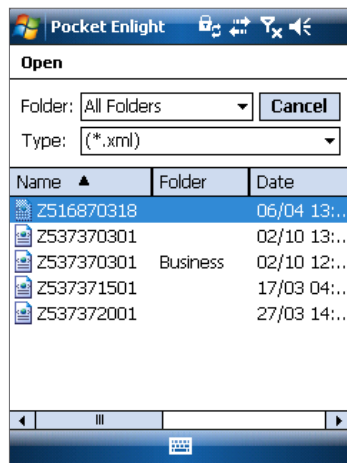 Pocket Enlight
Open
Folder: All Folders Cancel
Type: (*.xml)
Name Folder Date
Z516870318 06/04 13:..
Z537370301 02/10 13:..
Z537370301 Business 02/10 12:..
Z537371501 17/03 04:..
Z537372001 27/03 14:..